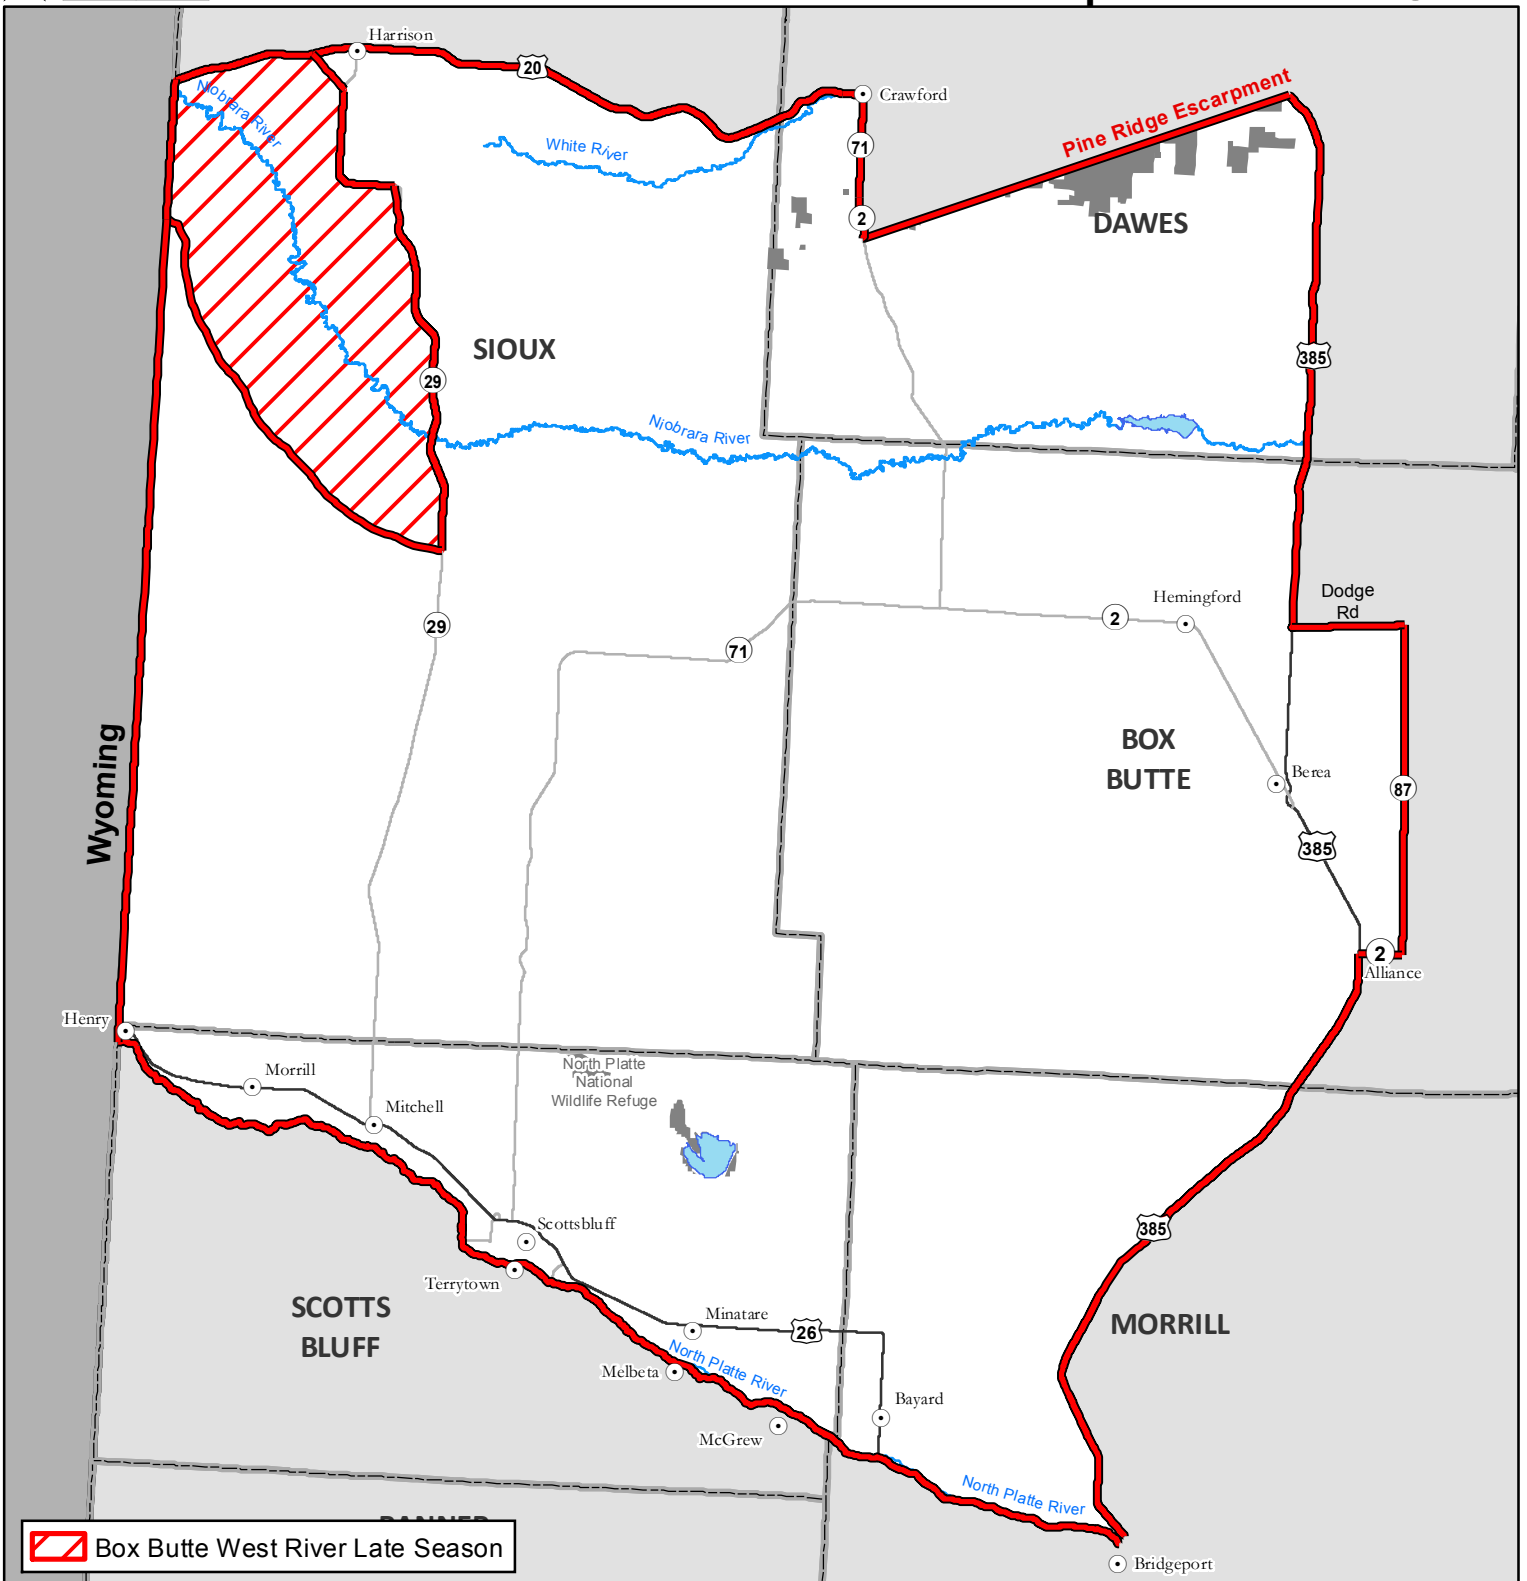 Harrison
20
Crawford
Pine Ridge Escarpment
Niobrara River
White River
71
2
DAWES
SIOUX
385
29
Niobrara River
Dodge
Rd
Hemingford
2
29
71
Wyoming
BOX
BUTTE
Berea
87
385
2
Alliance
Henry
Morrill
North Platte
National
Wildlife Refuge
Mitchell
Scottsbluff
385
Terrytown
SCOTTS
BLUFF
Minatare
26
MORRILL
Melbeta
North Platte River
Bayard
McGrew
North Platte River
Box Butte West River Late Season
Bridgeport